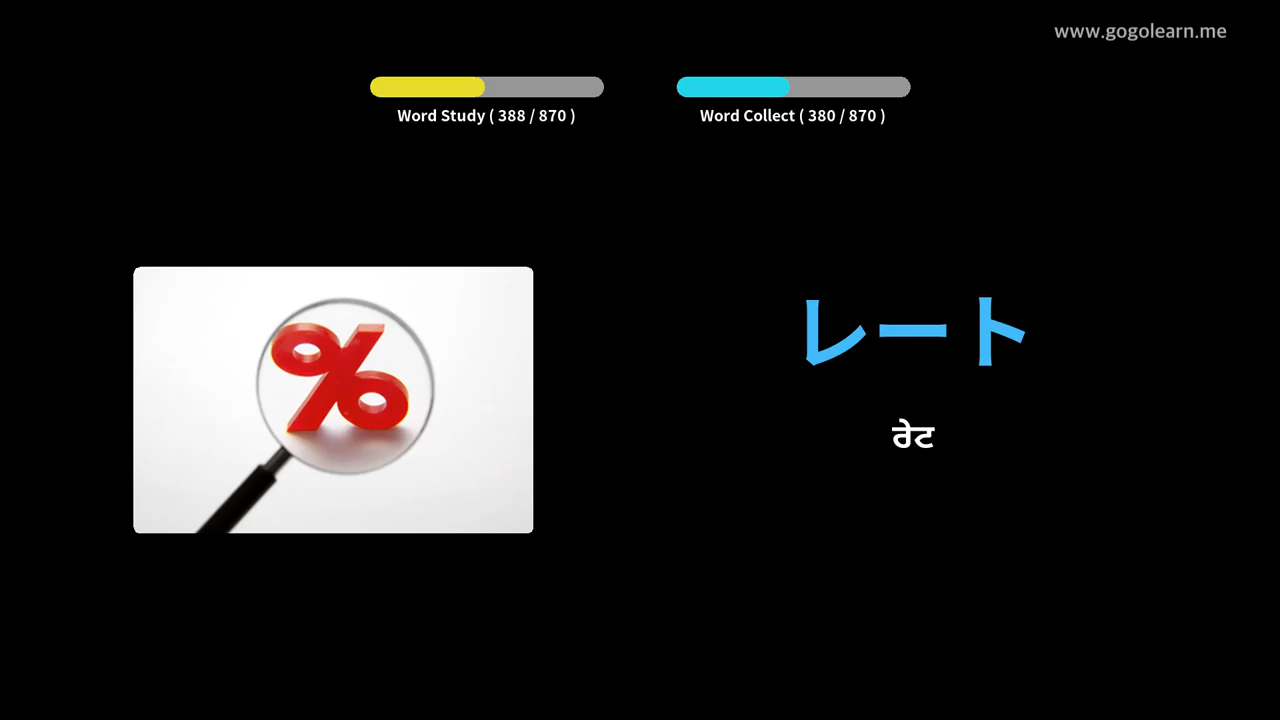 www.gogolearn.me
Word Study ( 388 / 870 )
Word Collect ( 380 / 870 )
%
レート
ਰੇਟ